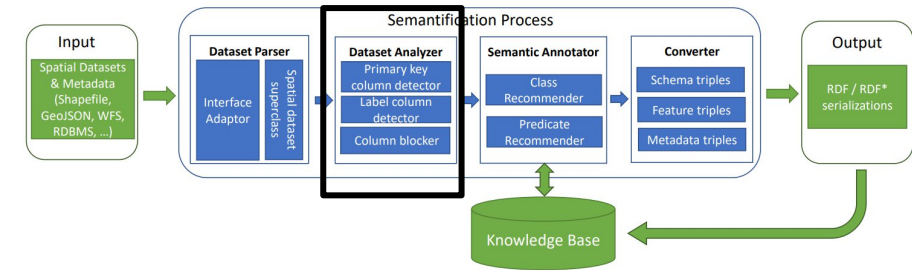 Semantification Process
Input
Spatial Datasets
& Metadata
(Shapefile,
GeoJSON, WFS,
RDBMS, ...)
Dataset Parser
Interface
Adaptor
Spatial dataset
superclass
Dataset Analyzer
Primary key
column detector
Label column
detector
Column blocker
Semantic Annotator
Class
Recommender
Predicate
Recommender
Converter
Schema triples
Feature triples
Metadata triples
Output
RDF / RDF*
serializations
Knowledge Base